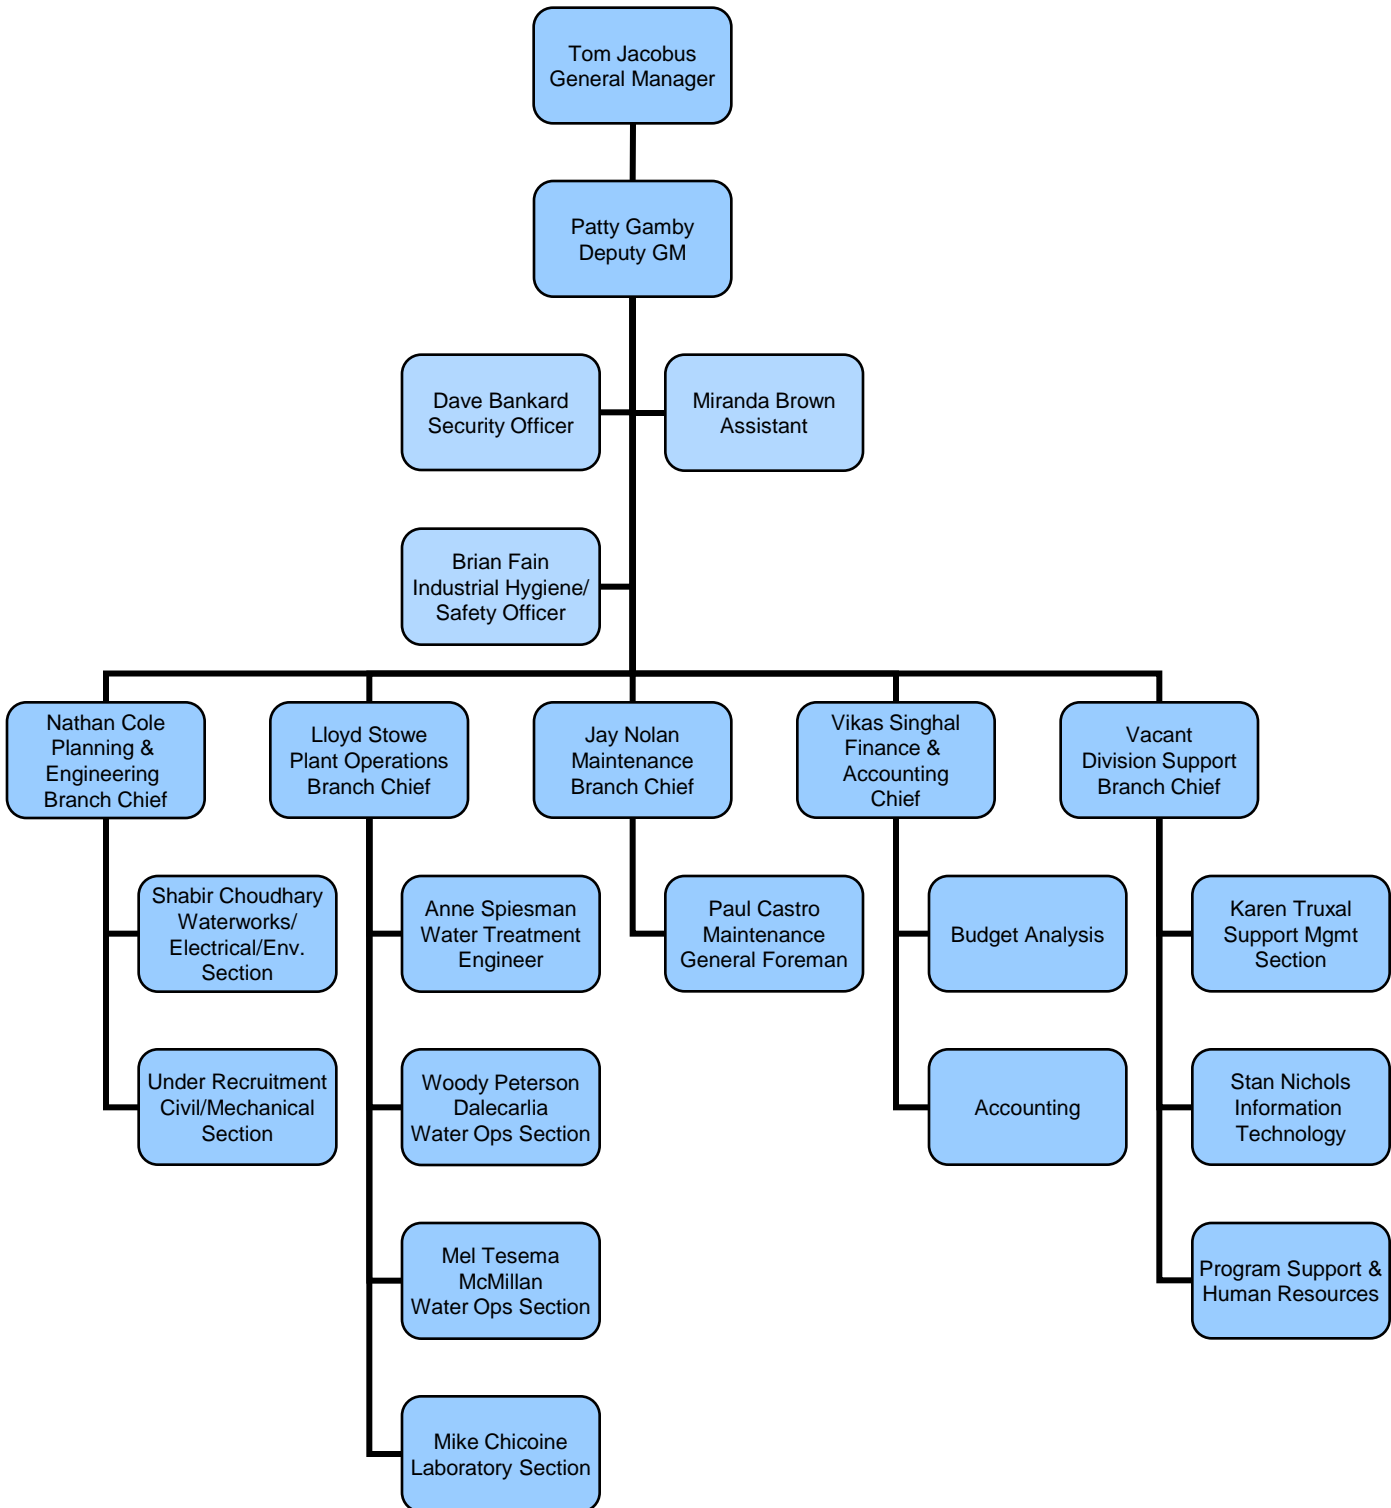 Tom Jacobus
General Manager
Patty Gamby
Deputy GM
Dave Bankard
Security Officer
Miranda Brown
Assistant
Brian Fain
Industrial Hygiene/
Safety Officer
Nathan Cole
Planning &
Engineering
Branch Chief
Lloyd Stowe
Plant Operations
Branch Chief
Jay Nolan
Maintenance
Branch Chief
Vikas Singhal
Finance &
Accounting
Chief
Vacant
Division Support
Branch Chief
Shabir Choudhary
Waterworks/
Electrical/Env.
Section
Anne Spiesman
Water Treatment
Engineer
Paul Castro
Maintenance
General Foreman
Budget Analysis
Karen Truxal
Support Mgmt
Section
Under Recruitment
Civil/Mechanical
Section
Woody Peterson
Dalecarlia
Water Ops Section
Accounting
Stan Nichols
Information
Technology
Mel Tesema
McMillan
Water Ops Section
Program Support &
Human Resources
Mike Chicoine
Laboratory Section